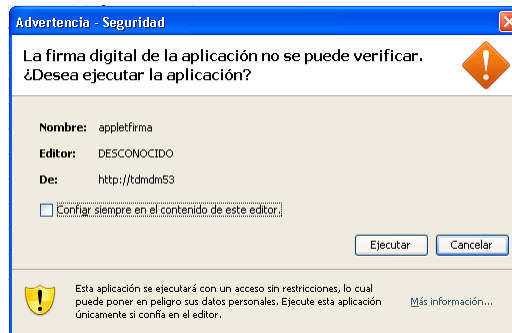 Advertencia - Seguridad
La firma digital de la aplicación no se puede verificar.
¿Desea ejecutar la aplicación?
Nombre: appletfirma
Editor: DESCONOCIDO
De: http://tdmdm53
Confiar siempre en el contenido de este editor.
Ejecutar Cancelar
Esta aplicación se ejecutará con un acceso sin restricciones, lo cual
puede poner en peligro sus datos personales. Ejecute esta aplicación
únicamente si confía en el editor.
Más información...